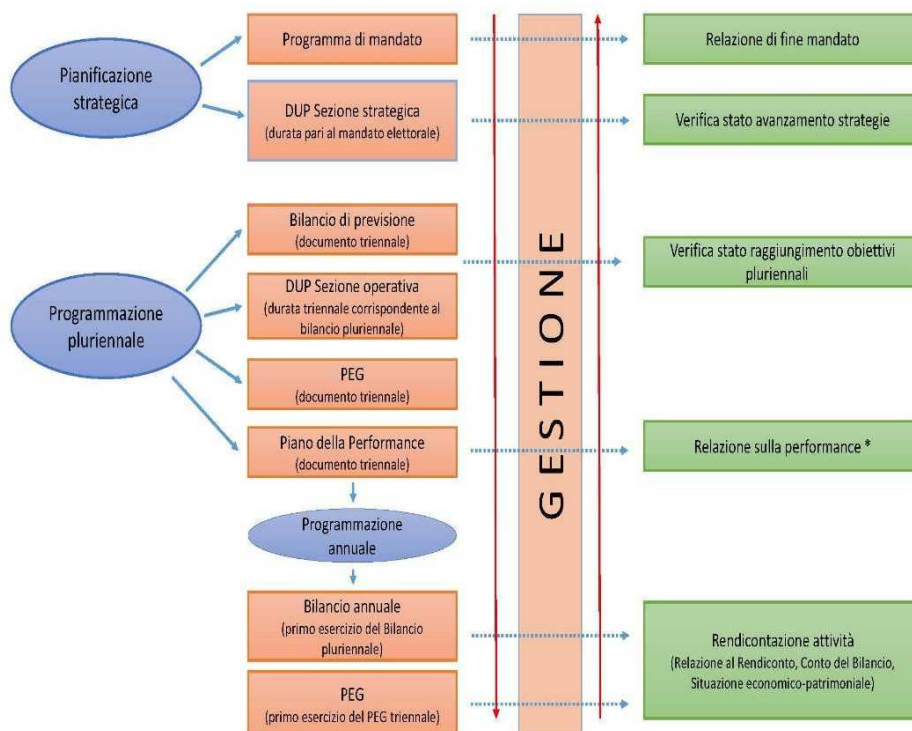 Pianificazione
strategica
Programma di mandato
Relazione di fine mandato
DUP Sezione strategica
(durata pari al mandato elettorale)
Verifica stato avanzamento strategie
Programmazione
pluriennale
Bilancio di previsione
(documento triennale)
DUP Sezione operativa
(durata triennale corrispondente al
bilancio pluriennale)
PEG
(documento triennale)
Piano della Performance
(documento triennale)
Verifica stato raggiungimento obiettivi
pluriennali
Relazione sulla performance *
GESTIONE
Programmazione
annuale
Bilancio annuale
(primo esercizio del Bilancio
pluriennale)
PEG
(primo esercizio del PEG triennale)
Rendicontazione attività
(Relazione al Rendiconto, Conto del Bilancio,
Situazione economico-patrimoniale)